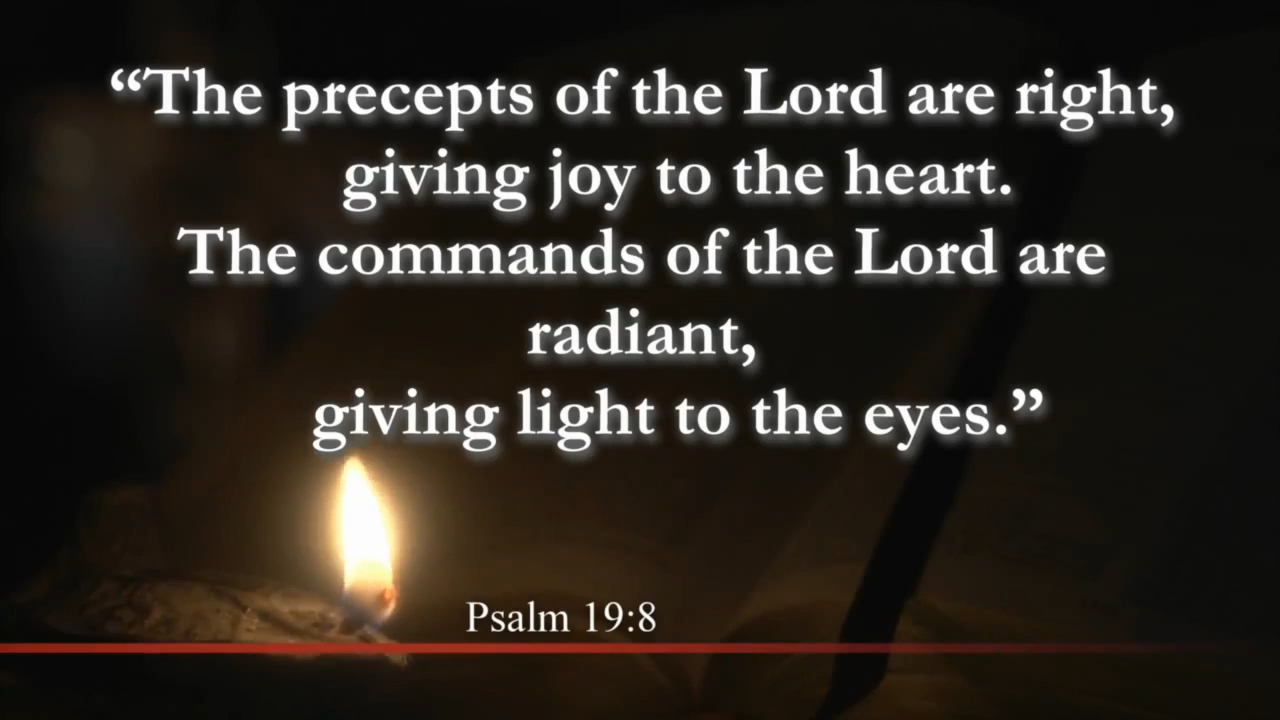 “The precepts of the Lord are right,
giving joy to the heart.
The commands of the Lord are
radiant,
giving light to the eyes.”
Psalm 19:8